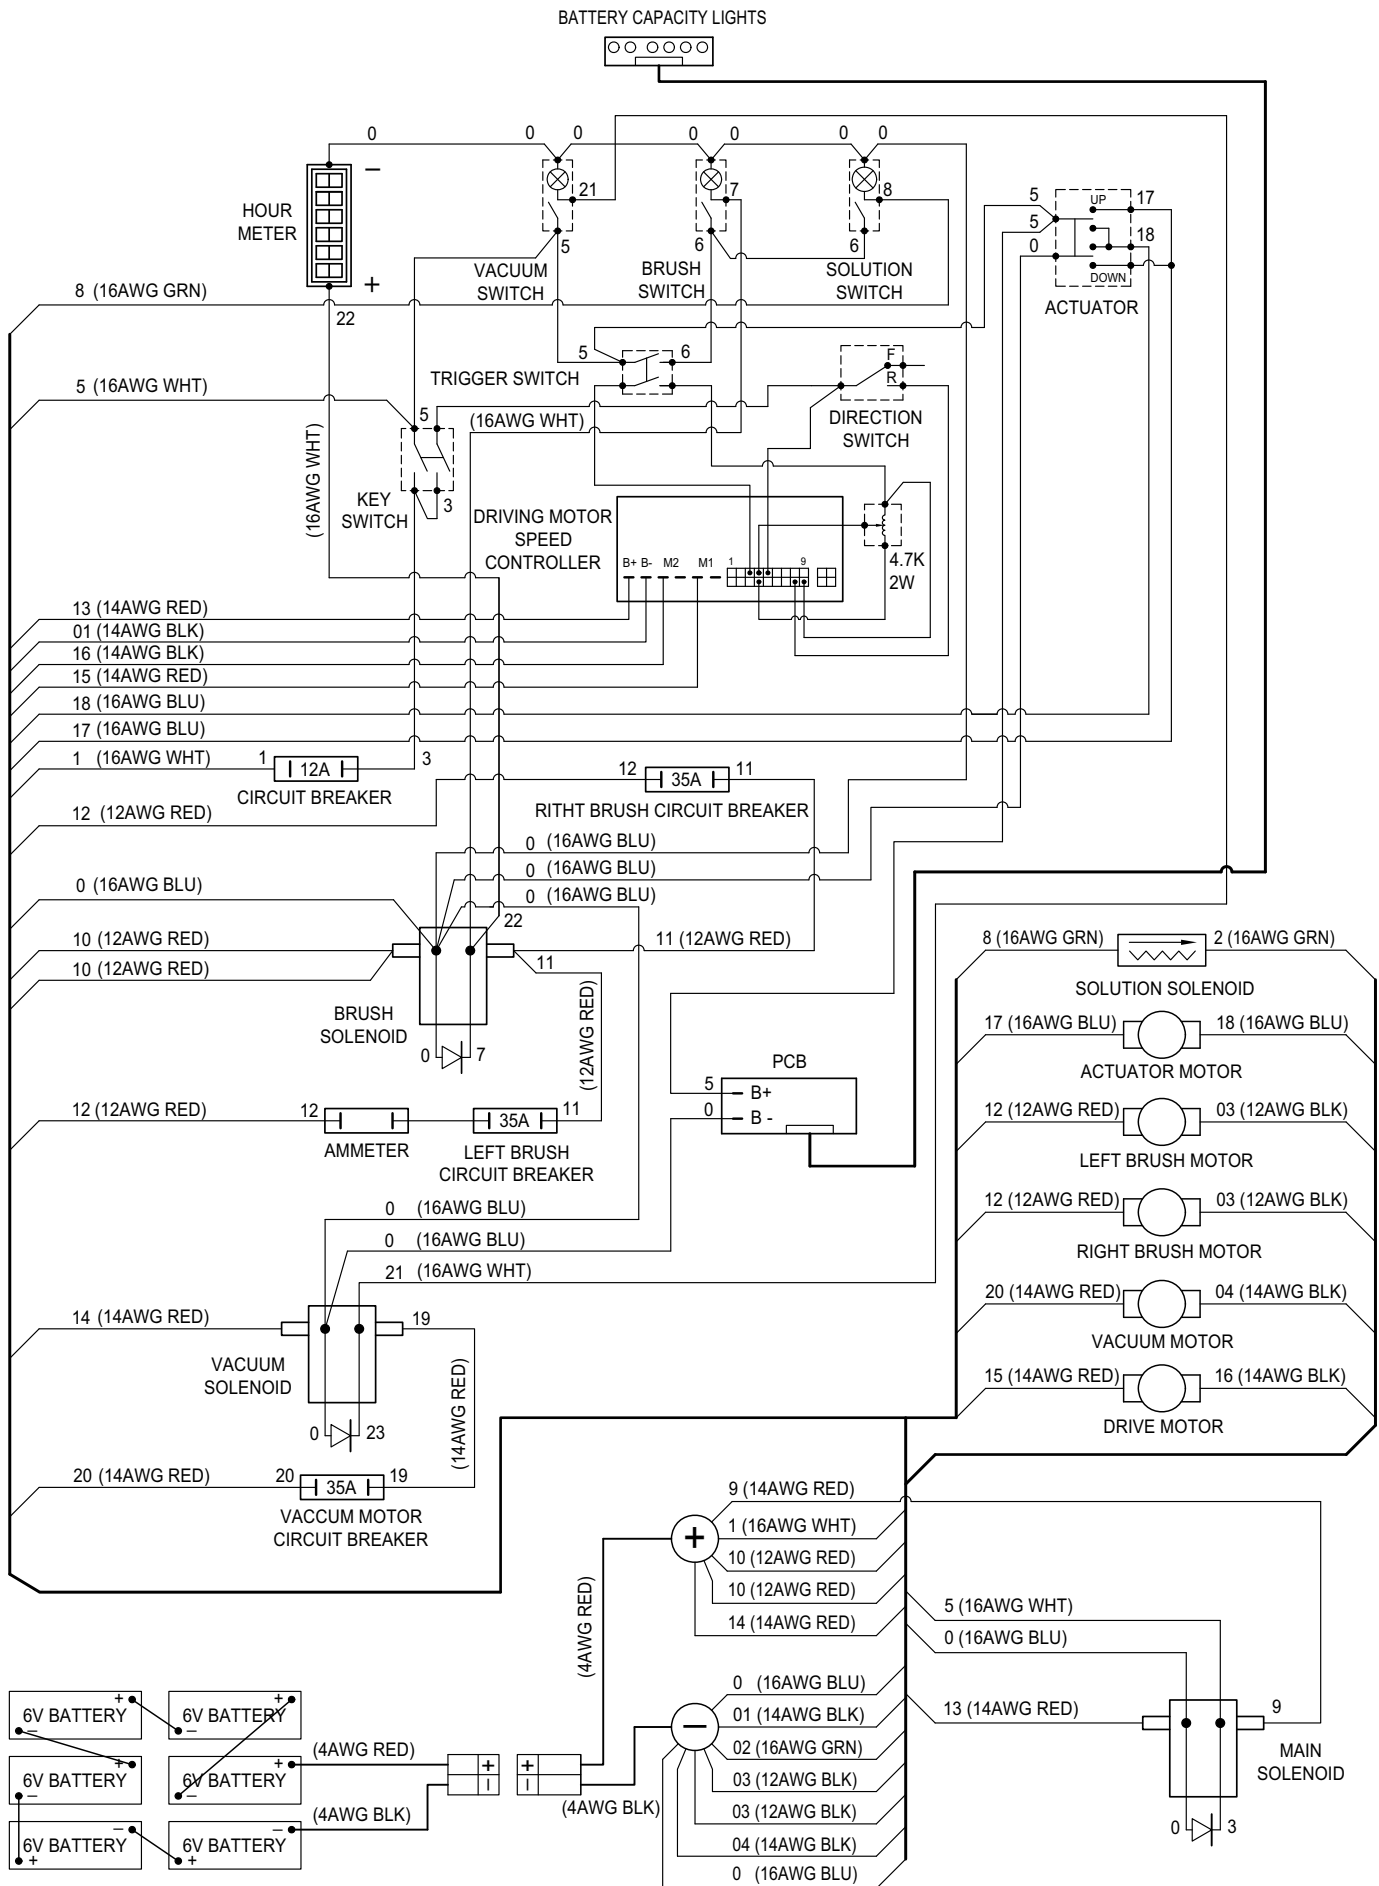 BATTERY CAPACITY LIGHTS
0 0 0 0 0 0 0
−
HOUR
METER
+
21 7 8
5 6 6
VACUUM
SWITCH
BRUSH
SWITCH
SOLUTION
SWITCH
5 UP 17
5
0 18
DOWN
ACTUATOR
8 (16AWG GRN)
22
5 6
TRIGGER SWITCH
F
R
DIRECTION
SWITCH
5 (16AWG WHT)
5
(16AWG WHT)
(16AWG WHT)
KEY
SWITCH
3
DRIVING MOTOR
SPEED
CONTROLLER
B+ B- M2 M1 1 9
4.7K
2W
13 (14AWG RED)
01 (14AWG BLK)
16 (14AWG BLK)
15 (14AWG RED)
18 (16AWG BLU)
17 (16AWG BLU)
1 (16AWG WHT) 1 12A 3
CIRCUIT BREAKER
12 35A 11
RITHT BRUSH CIRCUIT BREAKER
12 (12AWG RED)
0 (16AWG BLU)
0 (16AWG BLU)
0 (16AWG BLU)
0 (16AWG BLU)
22
10 (12AWG RED)
10 (12AWG RED)
11 (12AWG RED)
11
BRUSH
SOLENOID
0 7
(12AWG RED)
8 (16AWG GRN) 2 (16AWG GRN)
SOLUTION SOLENOID
17 (16AWG BLU) 18 (16AWG BLU)
ACTUATOR MOTOR
12 (12AWG RED) 03 (12AWG BLK)
LEFT BRUSH MOTOR
12 (12AWG RED) 03 (12AWG BLK)
RIGHT BRUSH MOTOR
20 (14AWG RED) 04 (14AWG BLK)
VACUUM MOTOR
15 (14AWG RED) 16 (14AWG BLK)
DRIVE MOTOR
PCB
5 B+
0 B -
12 (12AWG RED) 12 35A 11
AMMETER
LEFT BRUSH
CIRCUIT BREAKER
0 (16AWG BLU)
0 (16AWG BLU)
21 (16AWG WHT)
14 (14AWG RED) 19
VACUUM
SOLENOID
0 23
(14AWG RED)
20 (14AWG RED) 20 35A 19
VACCUM MOTOR
CIRCUIT BREAKER
+
9 (14AWG RED)
1 (16AWG WHT)
10 (12AWG RED)
10 (12AWG RED)
14 (14AWG RED)
(4AWG RED)
5 (16AWG WHT)
0 (16AWG BLU)
13 (14AWG RED) 9
MAIN
SOLENOID
0 3
−
0 (16AWG BLU)
01 (14AWG BLK)
02 (16AWG GRN)
03 (12AWG BLK)
03 (12AWG BLK)
04 (14AWG BLK)
0 (16AWG BLU)
+ 6V BATTERY −
+ 6V BATTERY −
+ 6V BATTERY −
+ 6V BATTERY −
− 6V BATTERY +
− 6V BATTERY +
(4AWG RED)
(4AWG BLK)
+ −
+ −
(4AWG BLK)